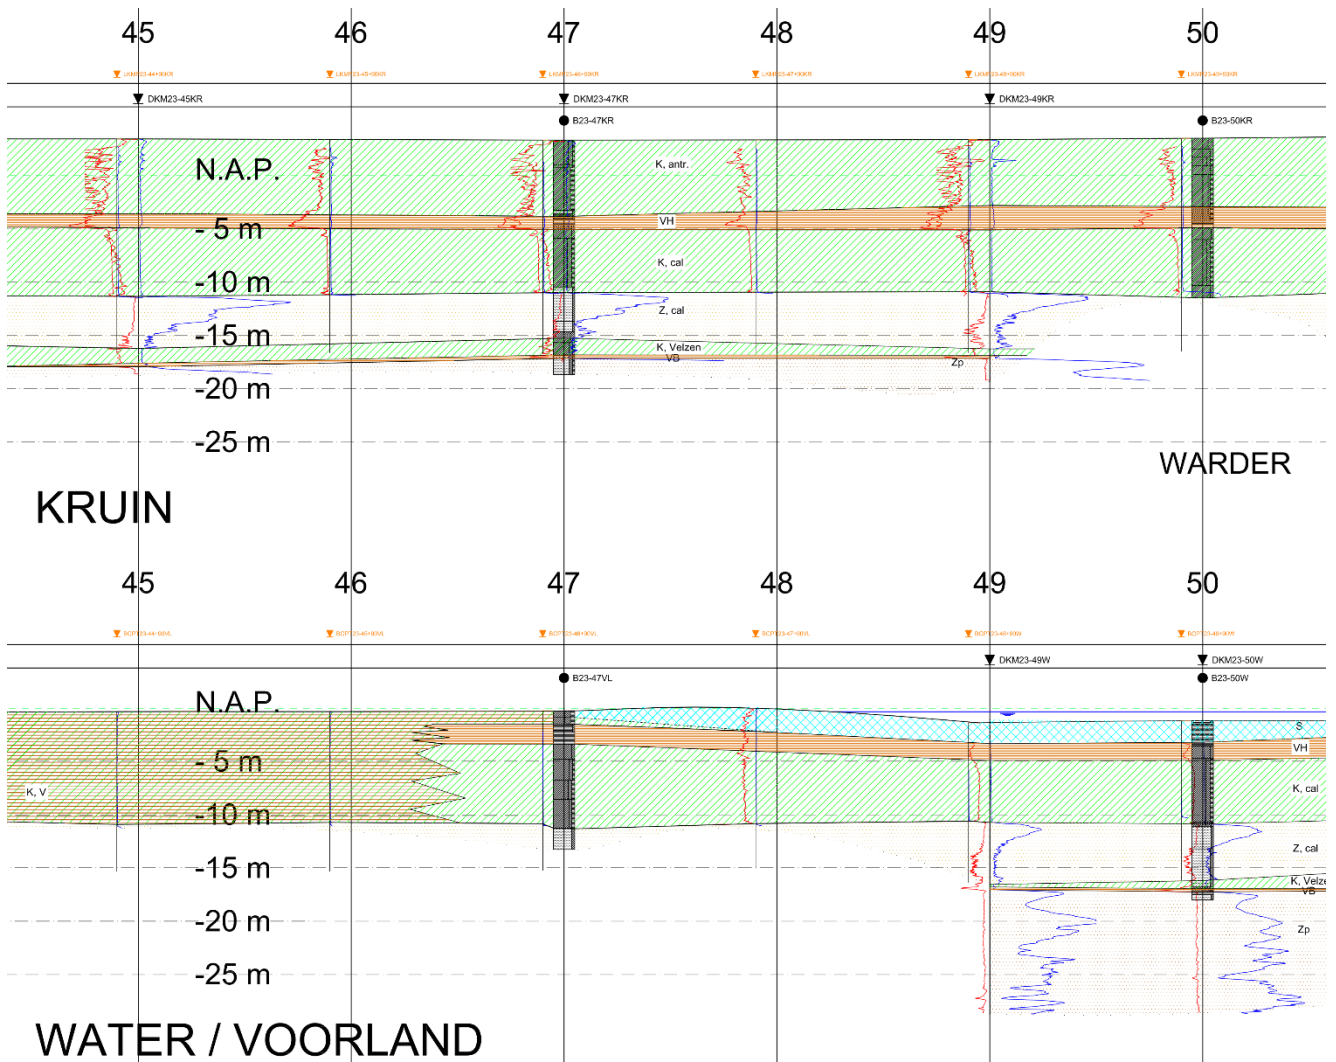 45 46 47 48 49 50
DKM23-45KR DKM23-47KR DKM23-49KR
B23-47KR B23-50KR
N.A.P.
K, antr.
VH
- 5 m
K, cal
-10 m
Z, cal
-15 m
K, Velzen
VB
Zp
-20 m
-25 m
WARDER
KRUIN
45 46 47 48 49 50
DKM23-49W DKM23-50W
B23-47VL B23-50W
N.A.P.
S
VH
- 5 m
K, V
K, cal
-10 m
Z, cal
-15 m
K, Velze
VB
-20 m
Zp
-25 m
WATER / VOORLAND